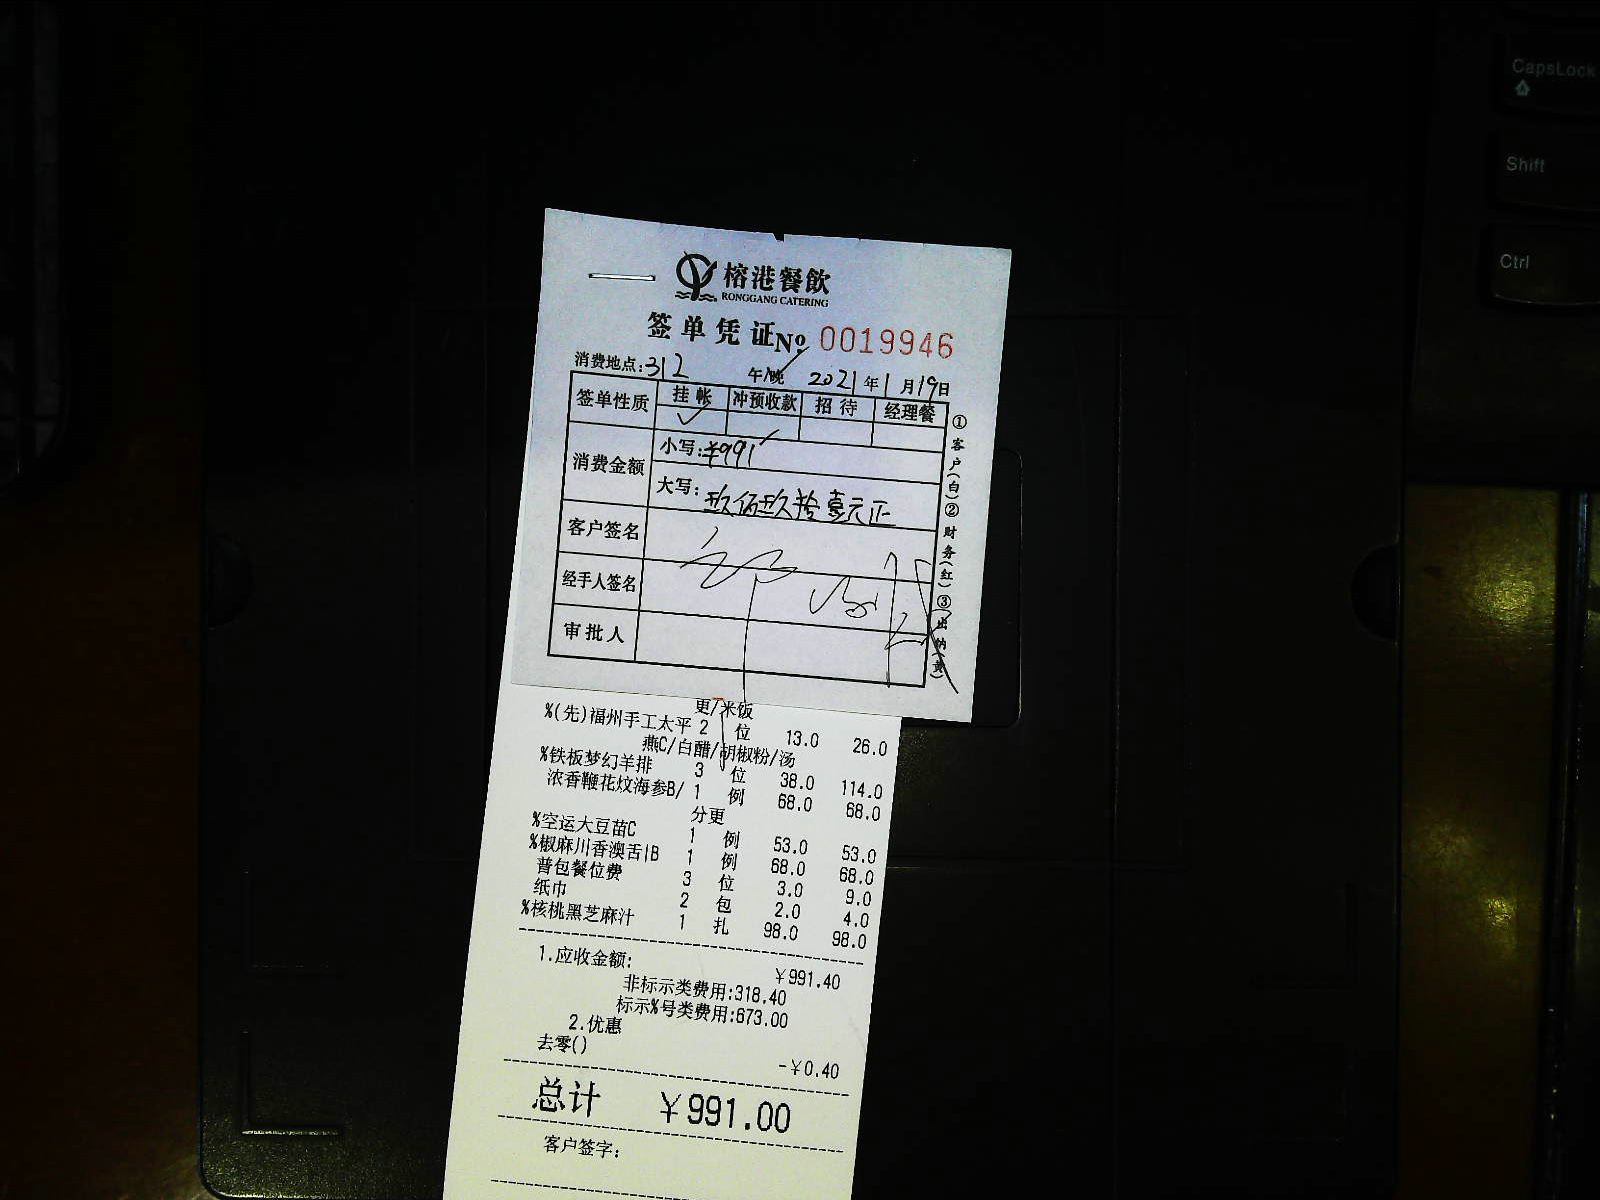 榕港餐飲
RONGGANG CATERING
签单凭证No. 0019946
消费地点:312 午/晚 2021年1月19日
签单性质 挂帐 冲预收款 招待 经理餐
消费金额 小写:¥991
大写:玖佰玖拾壹元正
客户签名
经手人签名
审批人
①客户(白)②财务(红)③出纳(黄)
更/米饭
%(先)福州手工太平 2 位 13.0 26.0
燕C/白醋/胡椒粉/汤
%铁板梦幻羊排 3 位 38.0 114.0
浓香鞭花炆海参B/ 1 例 68.0 68.0
分更
%空运大豆苗C 1 例 53.0 53.0
%椒麻川香澳舌|B 1 例 68.0 68.0
普包餐位费 3 位 3.0 9.0
纸巾 2 包 2.0 4.0
%核桃黑芝麻汁 1 扎 98.0 98.0
1.应收金额: ¥991.40
非标示类费用:318.40
标示%号类费用:673.00
2.优惠
去零() -¥0.40
总计 ¥991.00
客户签字:
CapsLock
Shift
Ctrl